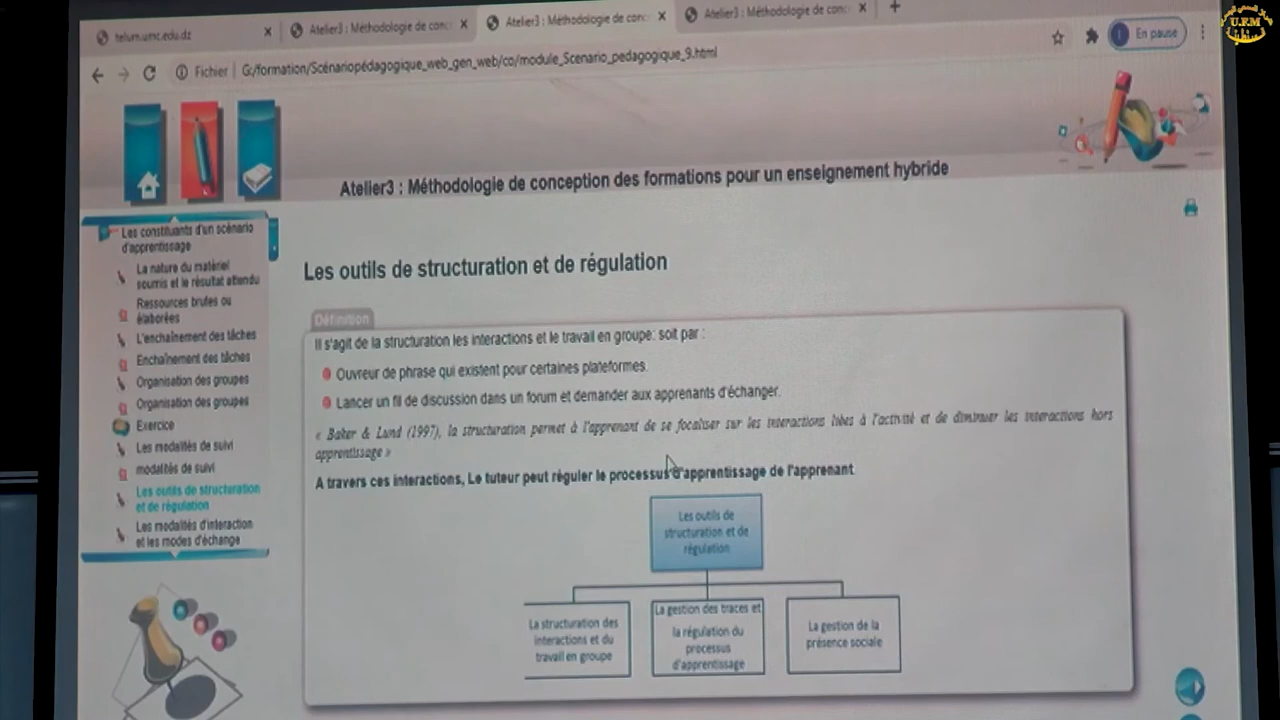 telum.umc.edu.dz
Atelier3 : Méthodologie de conc
Atelier3 : Méthodologie de conc
Atelier3 : Méthodologie de conc
Fichier
G:/formation/Scénariopédagogique_web_gen_web/co/module_Scenario_pedagogique_9.html
En pause
U.F.M
Atelier3 : Méthodologie de conception des formations pour un enseignement hybride
Les constituants d'un scénario
d'apprentissage
La nature du matériel
soumis et le résultat attendu
Ressources brutes ou
élaborées
L'enchaînement des tâches
Enchaînement des tâches
Organisation des groupes
Organisation des groupes
Exercice
Les modalités de suivi
modalités de suivi
Les outils de structuration
et de régulation
Les modalités d'interaction
et les modes d'échange
Les outils de structuration et de régulation
Définition
Il s'agit de la structuration les interactions et le travail en groupe: soit par :
Ouvreur de phrase qui existent pour certaines plateformes.
Lancer un fil de discussion dans un forum et demander aux apprenants d'échanger.
« Baker & Lund (1997), la structuration permet à l'apprenant de se focaliser sur les interactions liées à l'activité et de diminuer les interactions hors
apprentissage »
A travers ces interactions, Le tuteur peut réguler le processus d'apprentissage de l'apprenant
Les outils de
structuration et de
régulation
La structuration des
interactions et du
travail en groupe
La gestion des traces et
la régulation du
processus
d'apprentissage
La gestion de la
présence sociale